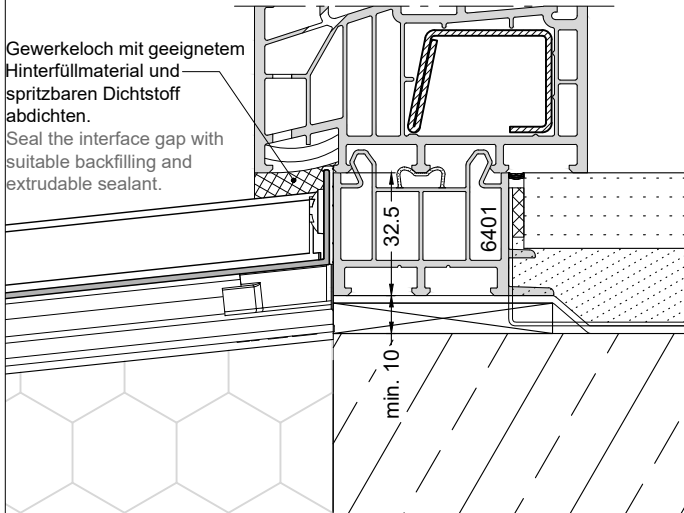 Gewerkeloch mit geeignetem
Hinterfüllmaterial und
spritzbaren Dichtstoff
abdichten.
Seal the interface gap with
suitable backfilling and
extrudable sealant.
32.5
6401
min. 10